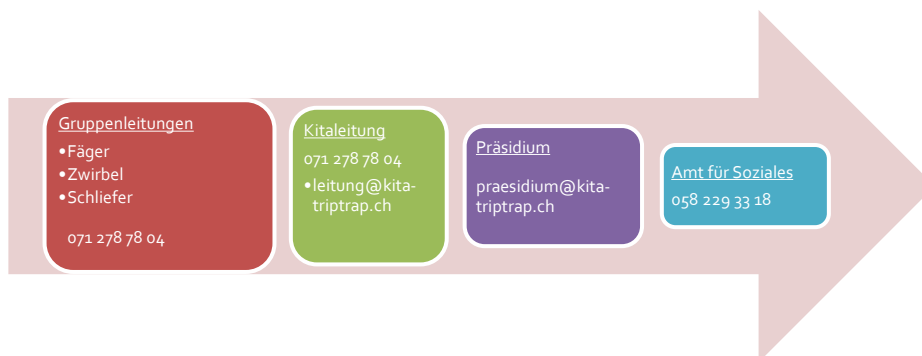 Gruppenleitungen
•Fäger
•Zwirbel
•Schliefer
071 278 78 04
Kitaleitung
071 278 78 04
•leitung@kita-
triptrap.ch
Präsidium
praesidium@kita-
triptrap.ch
Amt für Soziales
058 229 33 18